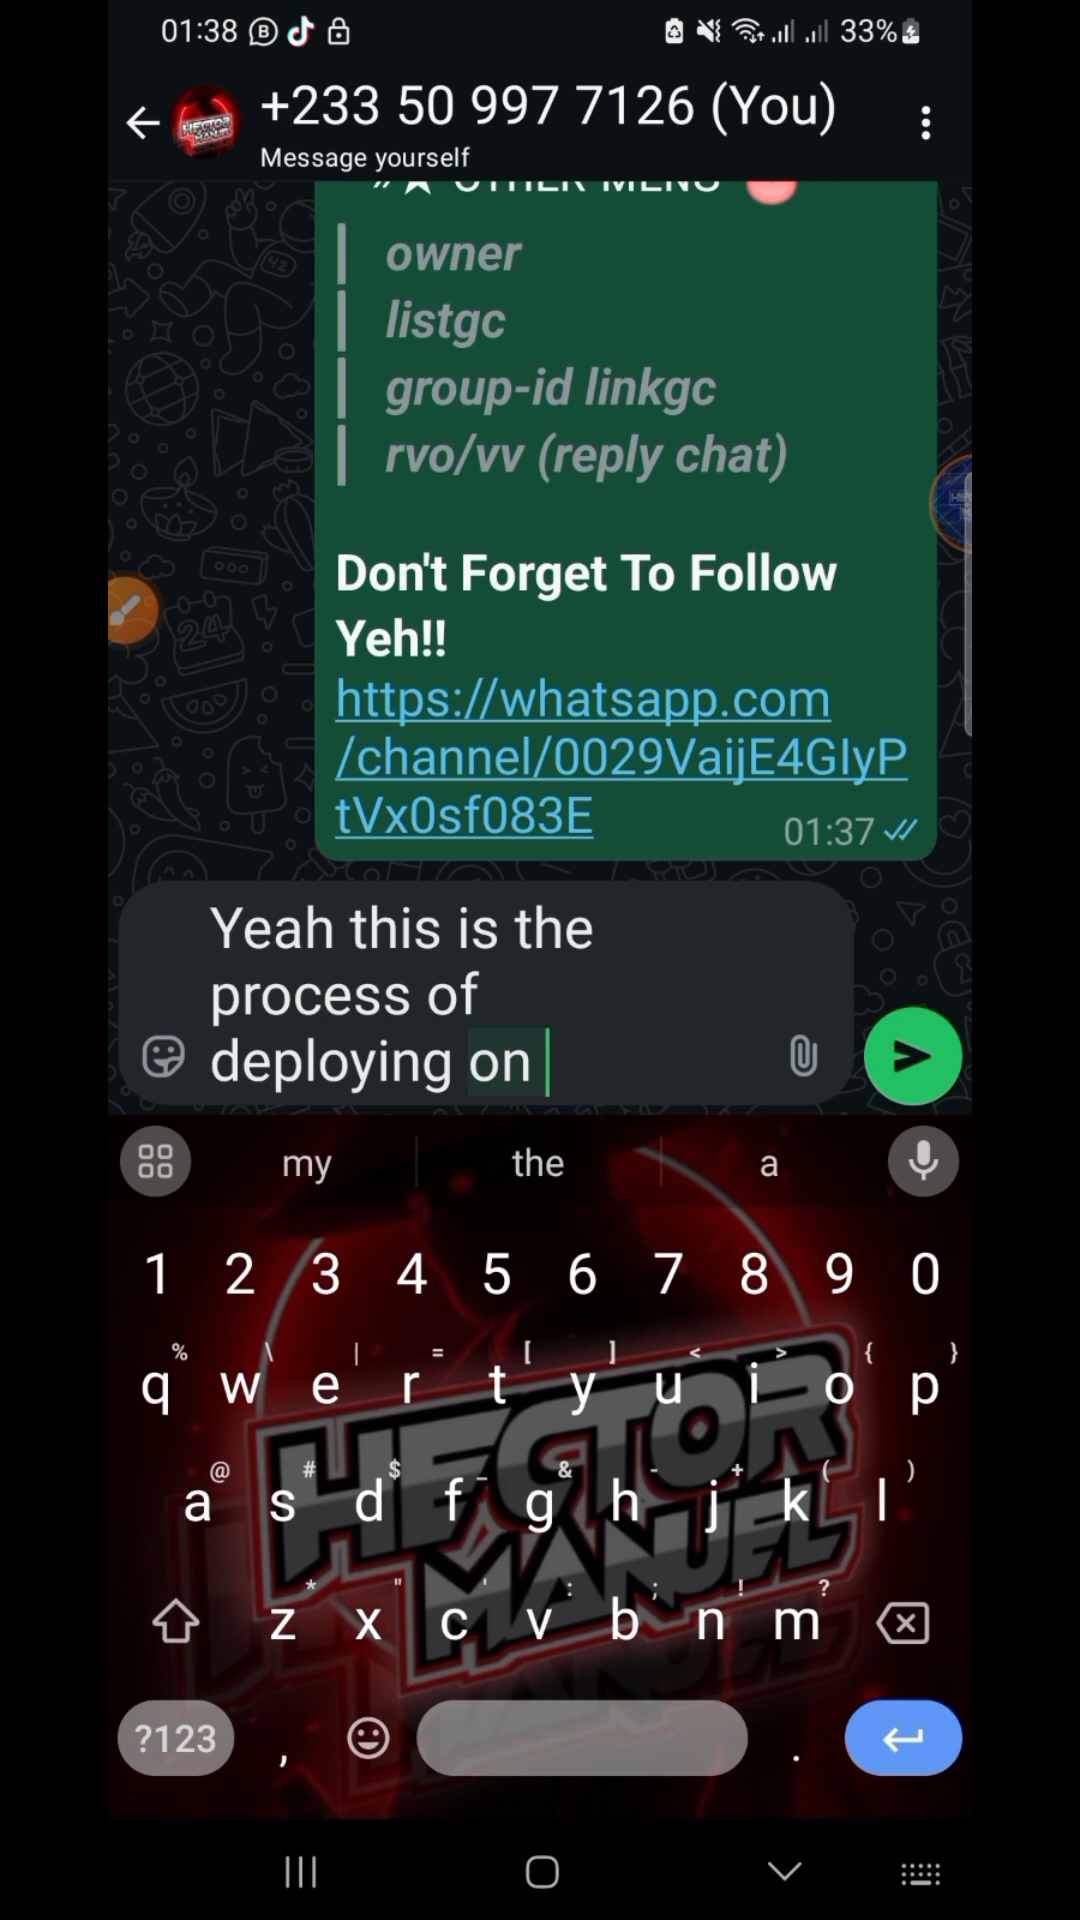 01:38
33%
+233 50 997 7126 (You)
Message yourself
» ★ OTHER MENU
owner
listgc
group-id linkgc
rvo/vv (reply chat)
Don't Forget To Follow
Yeh!!
https://whatsapp.com
/channel/0029VaijE4GIyP
tVx0sf083E
01:37
Yeah this is the
process of
deploying on
my the a
1 2 3 4 5 6 7 8 9 0
% \ | = [ ] < > { }
q w e r t y u i o p
@ # $ _ & - + ( )
a s d f g h j k l
* " ' : ; ! ?
z x c v b n m
?123 , .
HECTOR
MANUEL